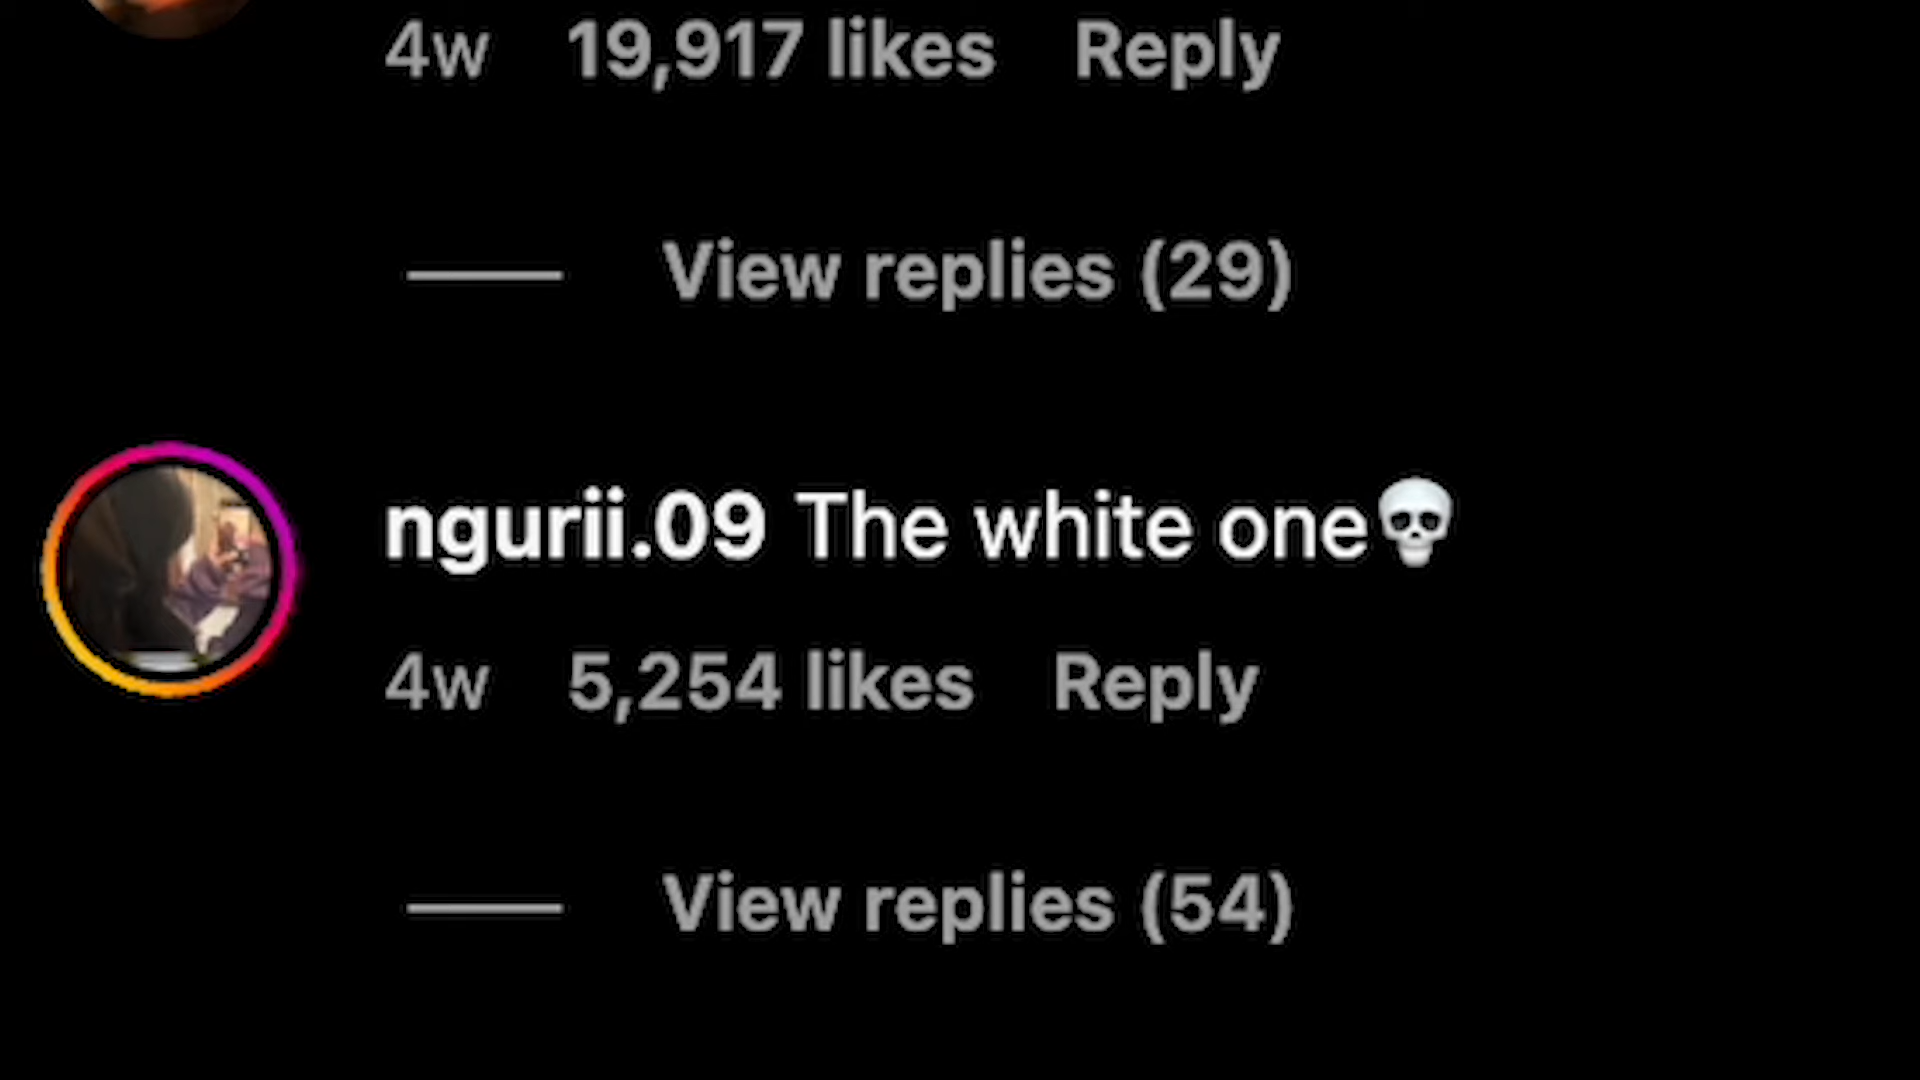 4w 19,917 likes Reply
View replies (29)
ngurii.09 The white one💀
4w 5,254 likes Reply
View replies (54)